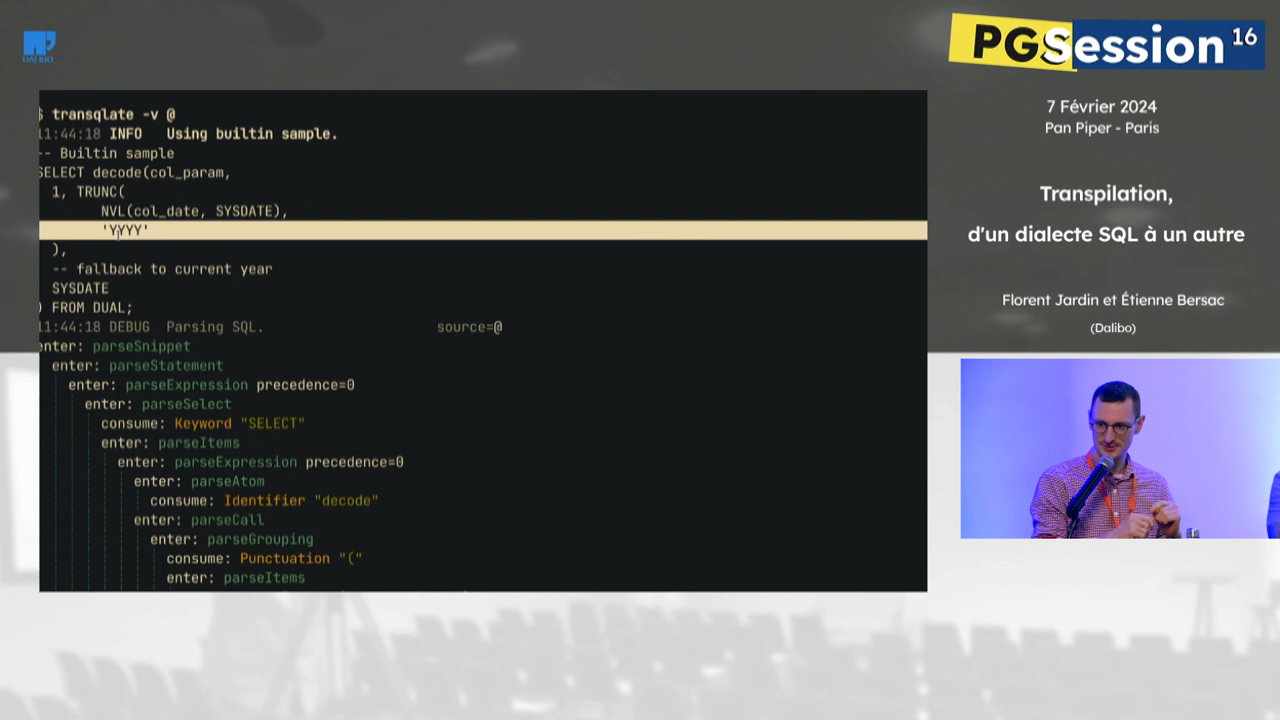 DALIBO
PGSession 16
$ transqlate -v @
11:44:18 INFO Using builtin sample.
-- Builtin sample
SELECT decode(col_param,
1, TRUNC(
NVL(col_date, SYSDATE),
'YYYY'
),
-- fallback to current year
SYSDATE
) FROM DUAL;
11:44:18 DEBUG Parsing SQL. source=@
enter: parseSnippet
enter: parseStatement
enter: parseExpression precedence=0
enter: parseSelect
consume: Keyword "SELECT"
enter: parseItems
enter: parseExpression precedence=0
enter: parseAtom
consume: Identifier "decode"
enter: parseCall
enter: parseGrouping
consume: Punctuation "("
enter: parseItems
7 Février 2024
Pan Piper - Paris
Transpilation,
d'un dialecte SQL à un autre
Florent Jardin et Étienne Bersac
(Dalibo)